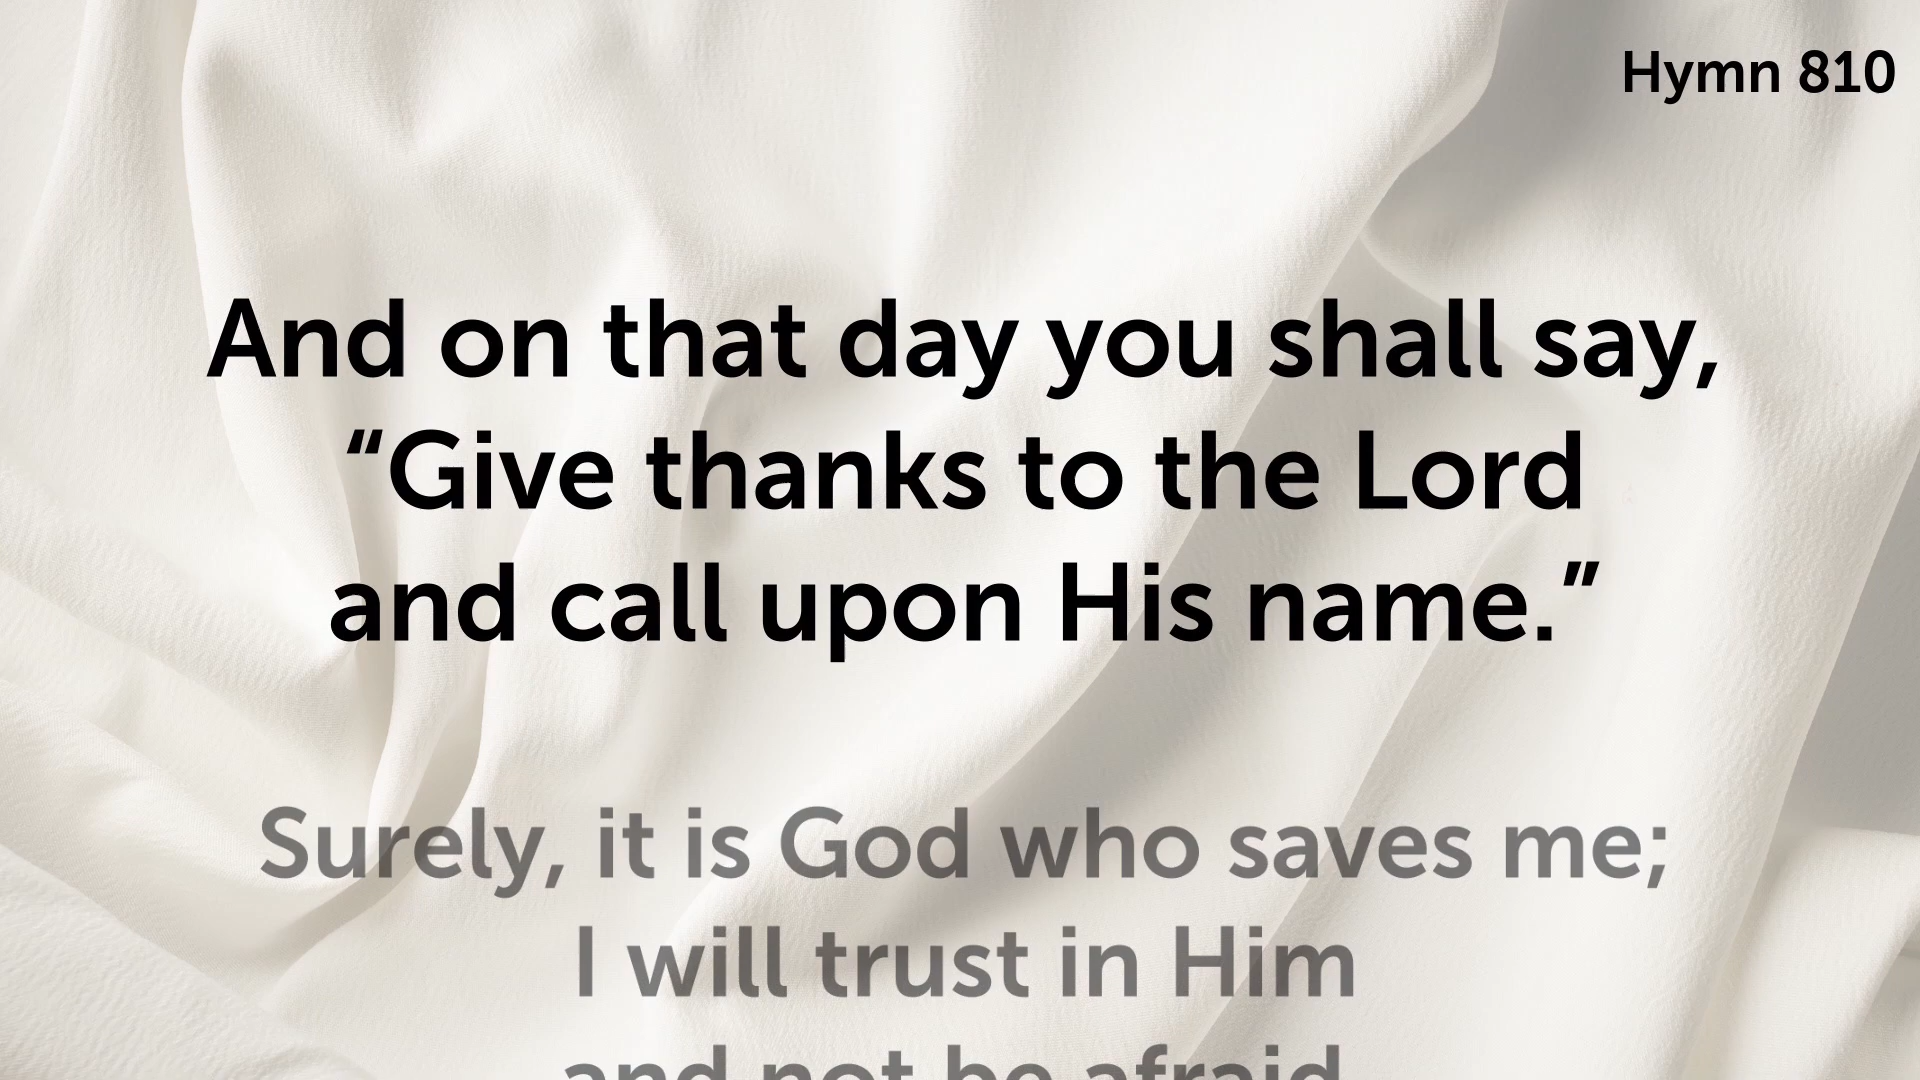 Hymn 810
And on that day you shall say,
“Give thanks to the Lord
and call upon His name.”
Surely, it is God who saves me;
I will trust in Him
and not be afraid